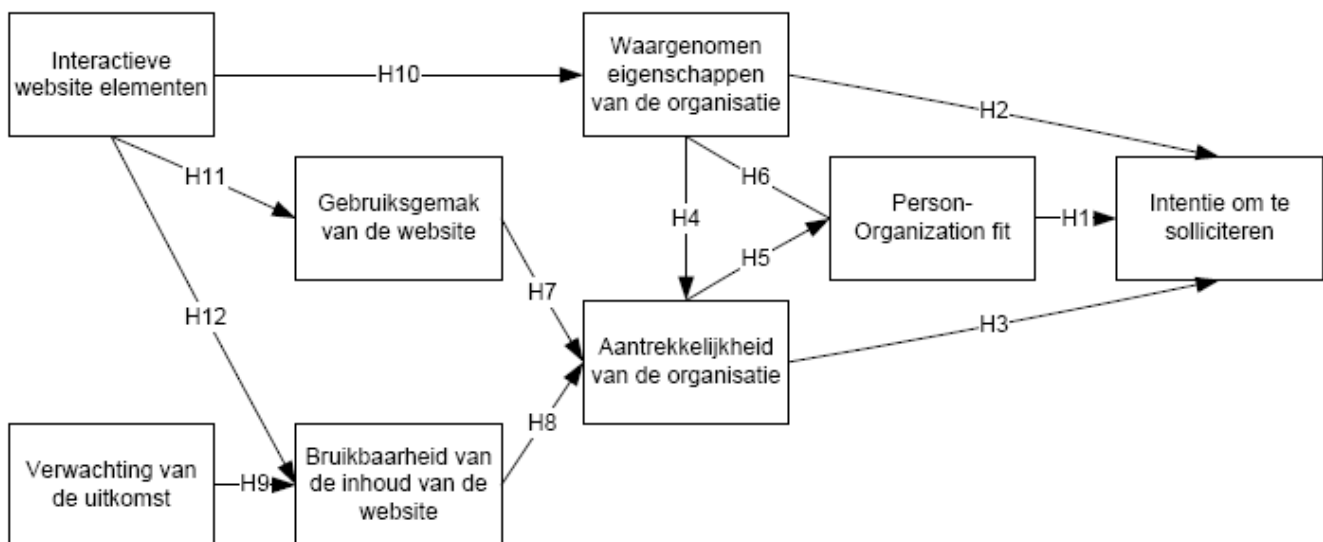 Interactieve
website elementen
H10
Waargenomen
eigenschappen
van de organisatie
H2
H11
Gebruiksgemak
van de website
H6
H4
H5
Person-
Organization fit
H1
Intentie om te
solliciteren
H7
H12
Aantrekkelijkheid
van de organisatie
H3
H8
Verwachting van
de uitkomst
H9
Bruikbaarheid van
de inhoud van de
website